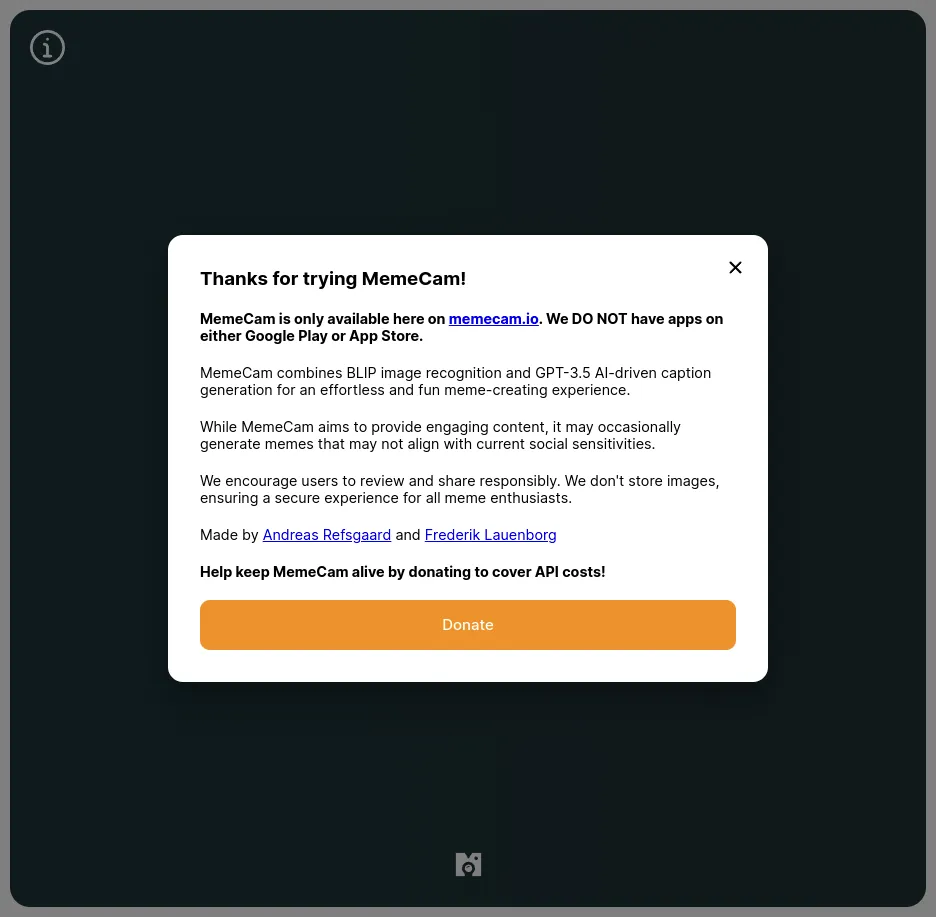 Thanks for trying MemeCam!
MemeCam is only available here on memecam.io. We DO NOT have apps on
either Google Play or App Store.
MemeCam combines BLIP image recognition and GPT-3.5 AI-driven caption
generation for an effortless and fun meme-creating experience.
While MemeCam aims to provide engaging content, it may occasionally
generate memes that may not align with current social sensitivities.
We encourage users to review and share responsibly. We don't store images,
ensuring a secure experience for all meme enthusiasts.
Made by Andreas Refsgaard and Frederik Lauenborg
Help keep MemeCam alive by donating to cover API costs!
Donate